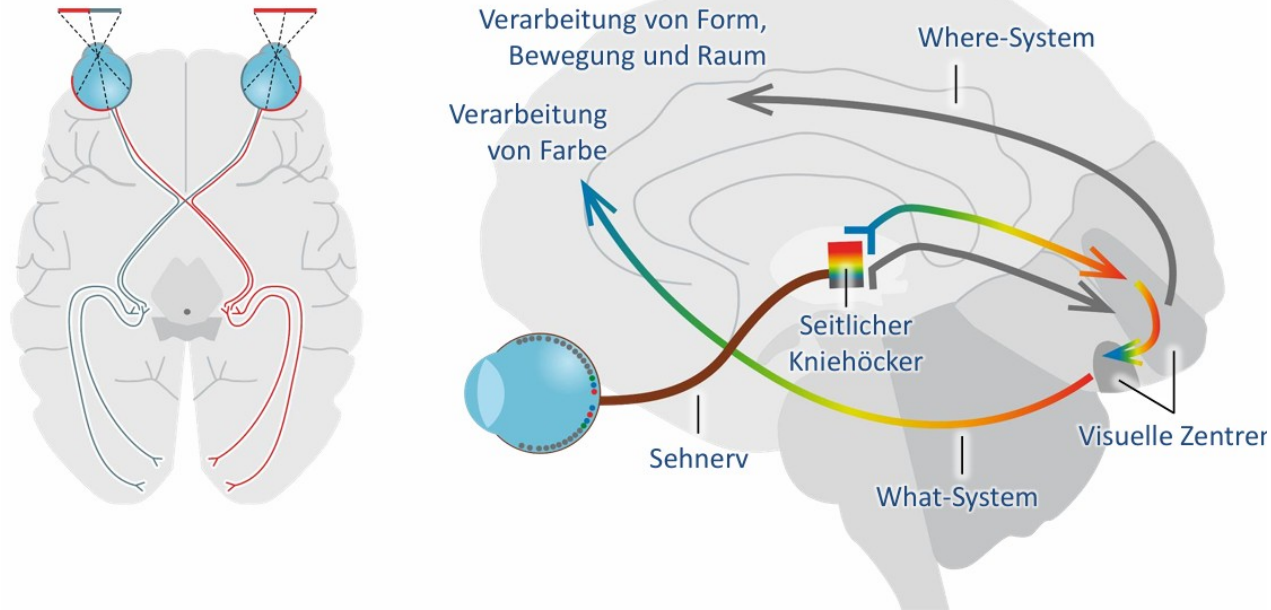 Verarbeitung von Form,
Bewegung und Raum
Where-System
Verarbeitung
von Farbe
Seitlicher
Kniehöcker
Sehnerv
Visuelle Zentren
What-System